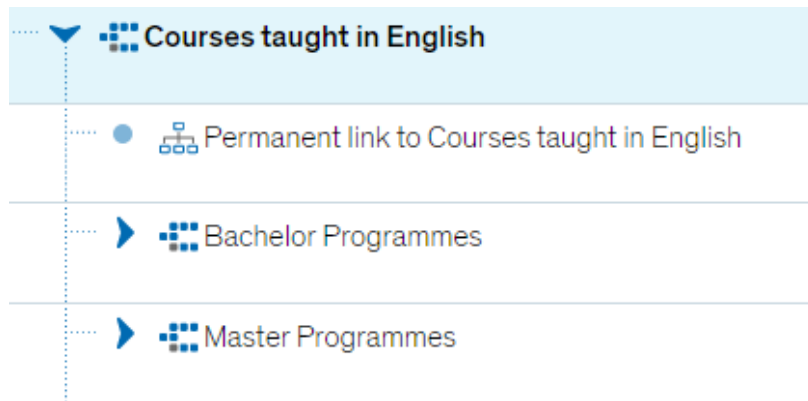 Courses taught in English
Permanent link to Courses taught in English
Bachelor Programmes
Master Programmes